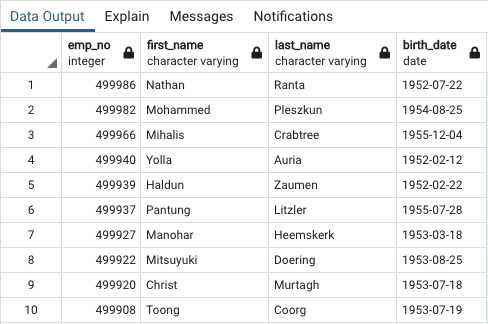 Data Output Explain Messages Notifications
emp_no first_name last_name birth_date
integer character varying character varying date
1 499986 Nathan Ranta 1952-07-22
2 499982 Mohammed Pleszkun 1954-08-25
3 499966 Mihalis Crabtree 1955-12-04
4 499940 Yolla Auria 1952-02-12
5 499939 Haldun Zaumen 1952-02-22
6 499937 Pantung Litzler 1955-07-28
7 499927 Manohar Heemskerk 1953-03-18
8 499922 Mitsuyuki Doering 1953-08-25
9 499920 Christ Murtagh 1953-07-18
10 499908 Toong Coorg 1953-07-19